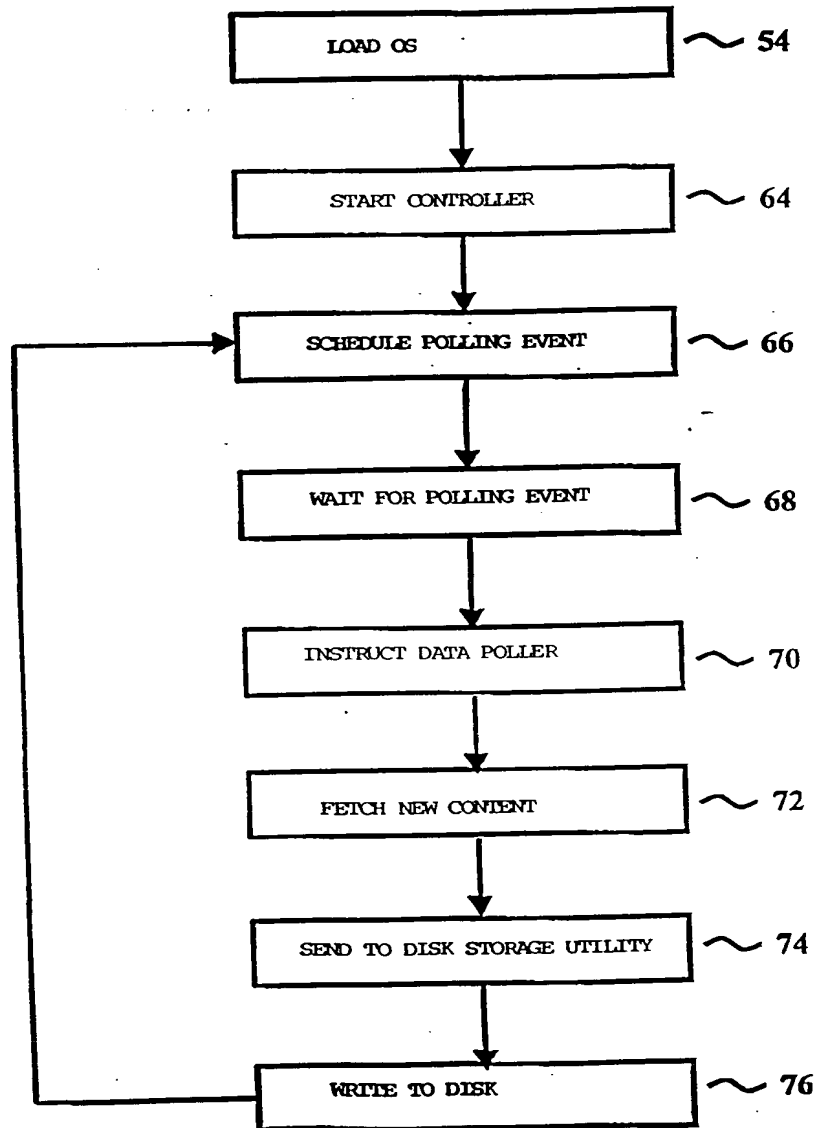 LOAD OS 54
START CONTROLLER 64
SCHEDULE POLLING EVENT 66
WAIT FOR POLLING EVENT 68
INSTRUCT DATA POLLER 70
FETCH NEW CONTENT 72
SEND TO DISK STORAGE UTILITY 74
WRITE TO DISK 76